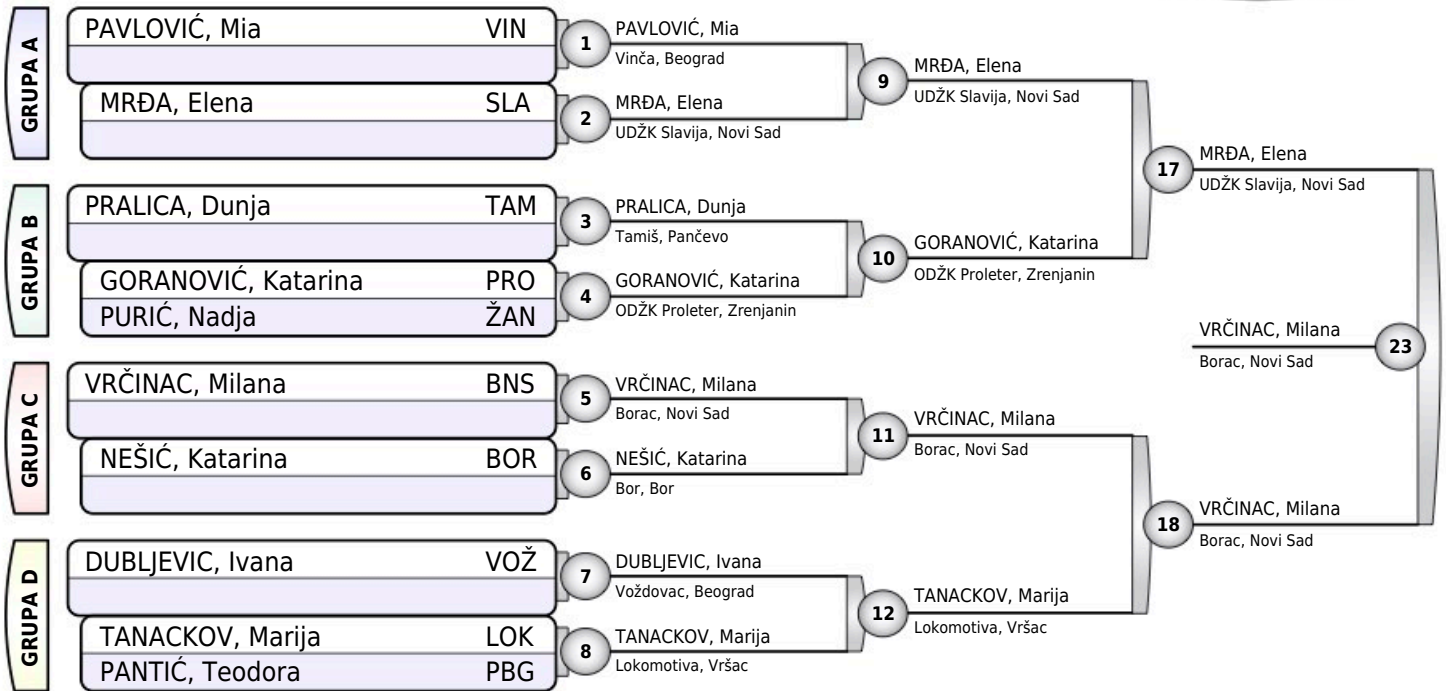 GRUPA A
PAVLOVIĆ, Mia VIN
MRĐA, Elena SLA
GRUPA B
PRALICA, Dunja TAM
GORANOVIĆ, Katarina PRO
PURIĆ, Nadja ŽAN
GRUPA C
VRČINAC, Milana BNS
NEŠIĆ, Katarina BOR
GRUPA D
DUBLJEVIC, Ivana VOŽ
TANACKOV, Marija LOK
PANTIĆ, Teodora PBG
1
PAVLOVIĆ, Mia
Vinča, Beograd
2
MRĐA, Elena
UDŽK Slavija, Novi Sad
3
PRALICA, Dunja
Tamiš, Pančevo
4
GORANOVIĆ, Katarina
ODŽK Proleter, Zrenjanin
5
VRČINAC, Milana
Borac, Novi Sad
6
NEŠIĆ, Katarina
Bor, Bor
7
DUBLJEVIC, Ivana
Voždovac, Beograd
8
TANACKOV, Marija
Lokomotiva, Vršac
9
MRĐA, Elena
UDŽK Slavija, Novi Sad
10
GORANOVIĆ, Katarina
ODŽK Proleter, Zrenjanin
11
VRČINAC, Milana
Borac, Novi Sad
12
TANACKOV, Marija
Lokomotiva, Vršac
17
MRĐA, Elena
UDŽK Slavija, Novi Sad
18
VRČINAC, Milana
Borac, Novi Sad
23
VRČINAC, Milana
Borac, Novi Sad